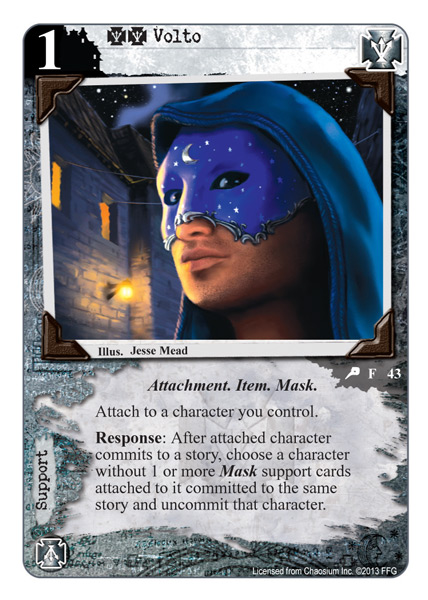 1
Volto
Illus. Jesse Mead
Attachment. Item. Mask.
F 43
Attach to a character you control.
Response: After attached character
commits to a story, choose a character
without 1 or more Mask support cards
attached to it committed to the same
story and uncommit that character.
Support
Licensed from Chaosium Inc. ©2013 FFG